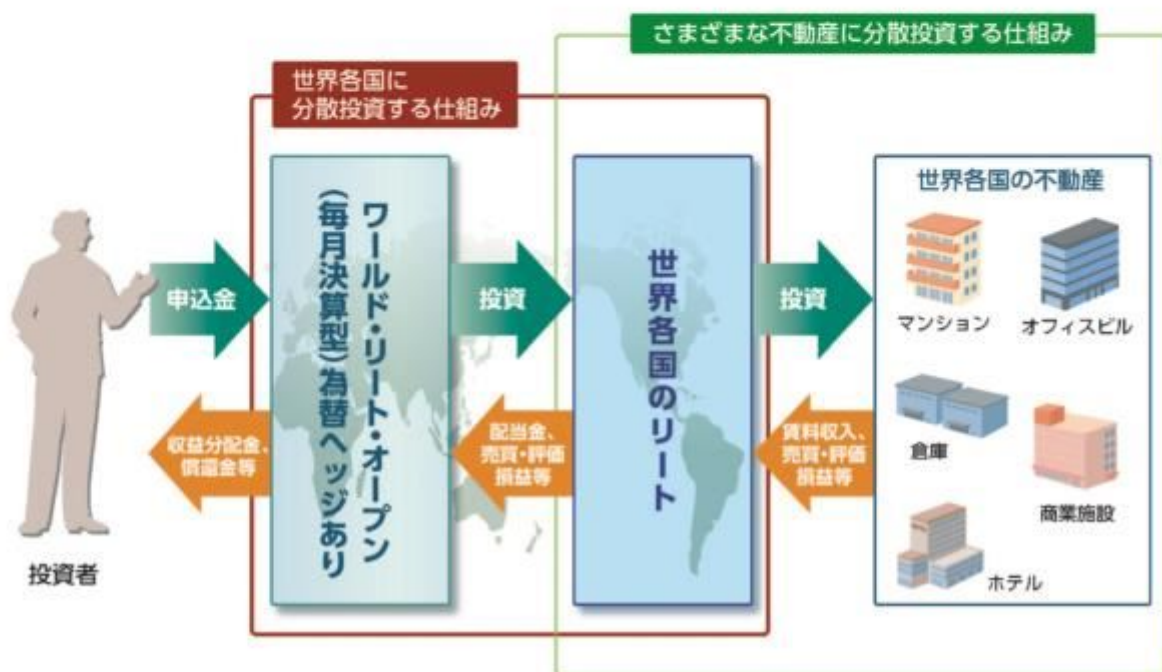 さまざまな不動産に分散投資する仕組み
世界各国に
分散投資する仕組み
ワールド・リート・オープン
(毎月決算型)為替ヘッジあり
世界各国のリート
世界各国の不動産
マンション
オフィスビル
倉庫
商業施設
ホテル
申込金
投資
投資
収益分配金、
償還金等
配当金、
売買・評価
損益等
賃料収入、
売買・評価
損益等
投資者